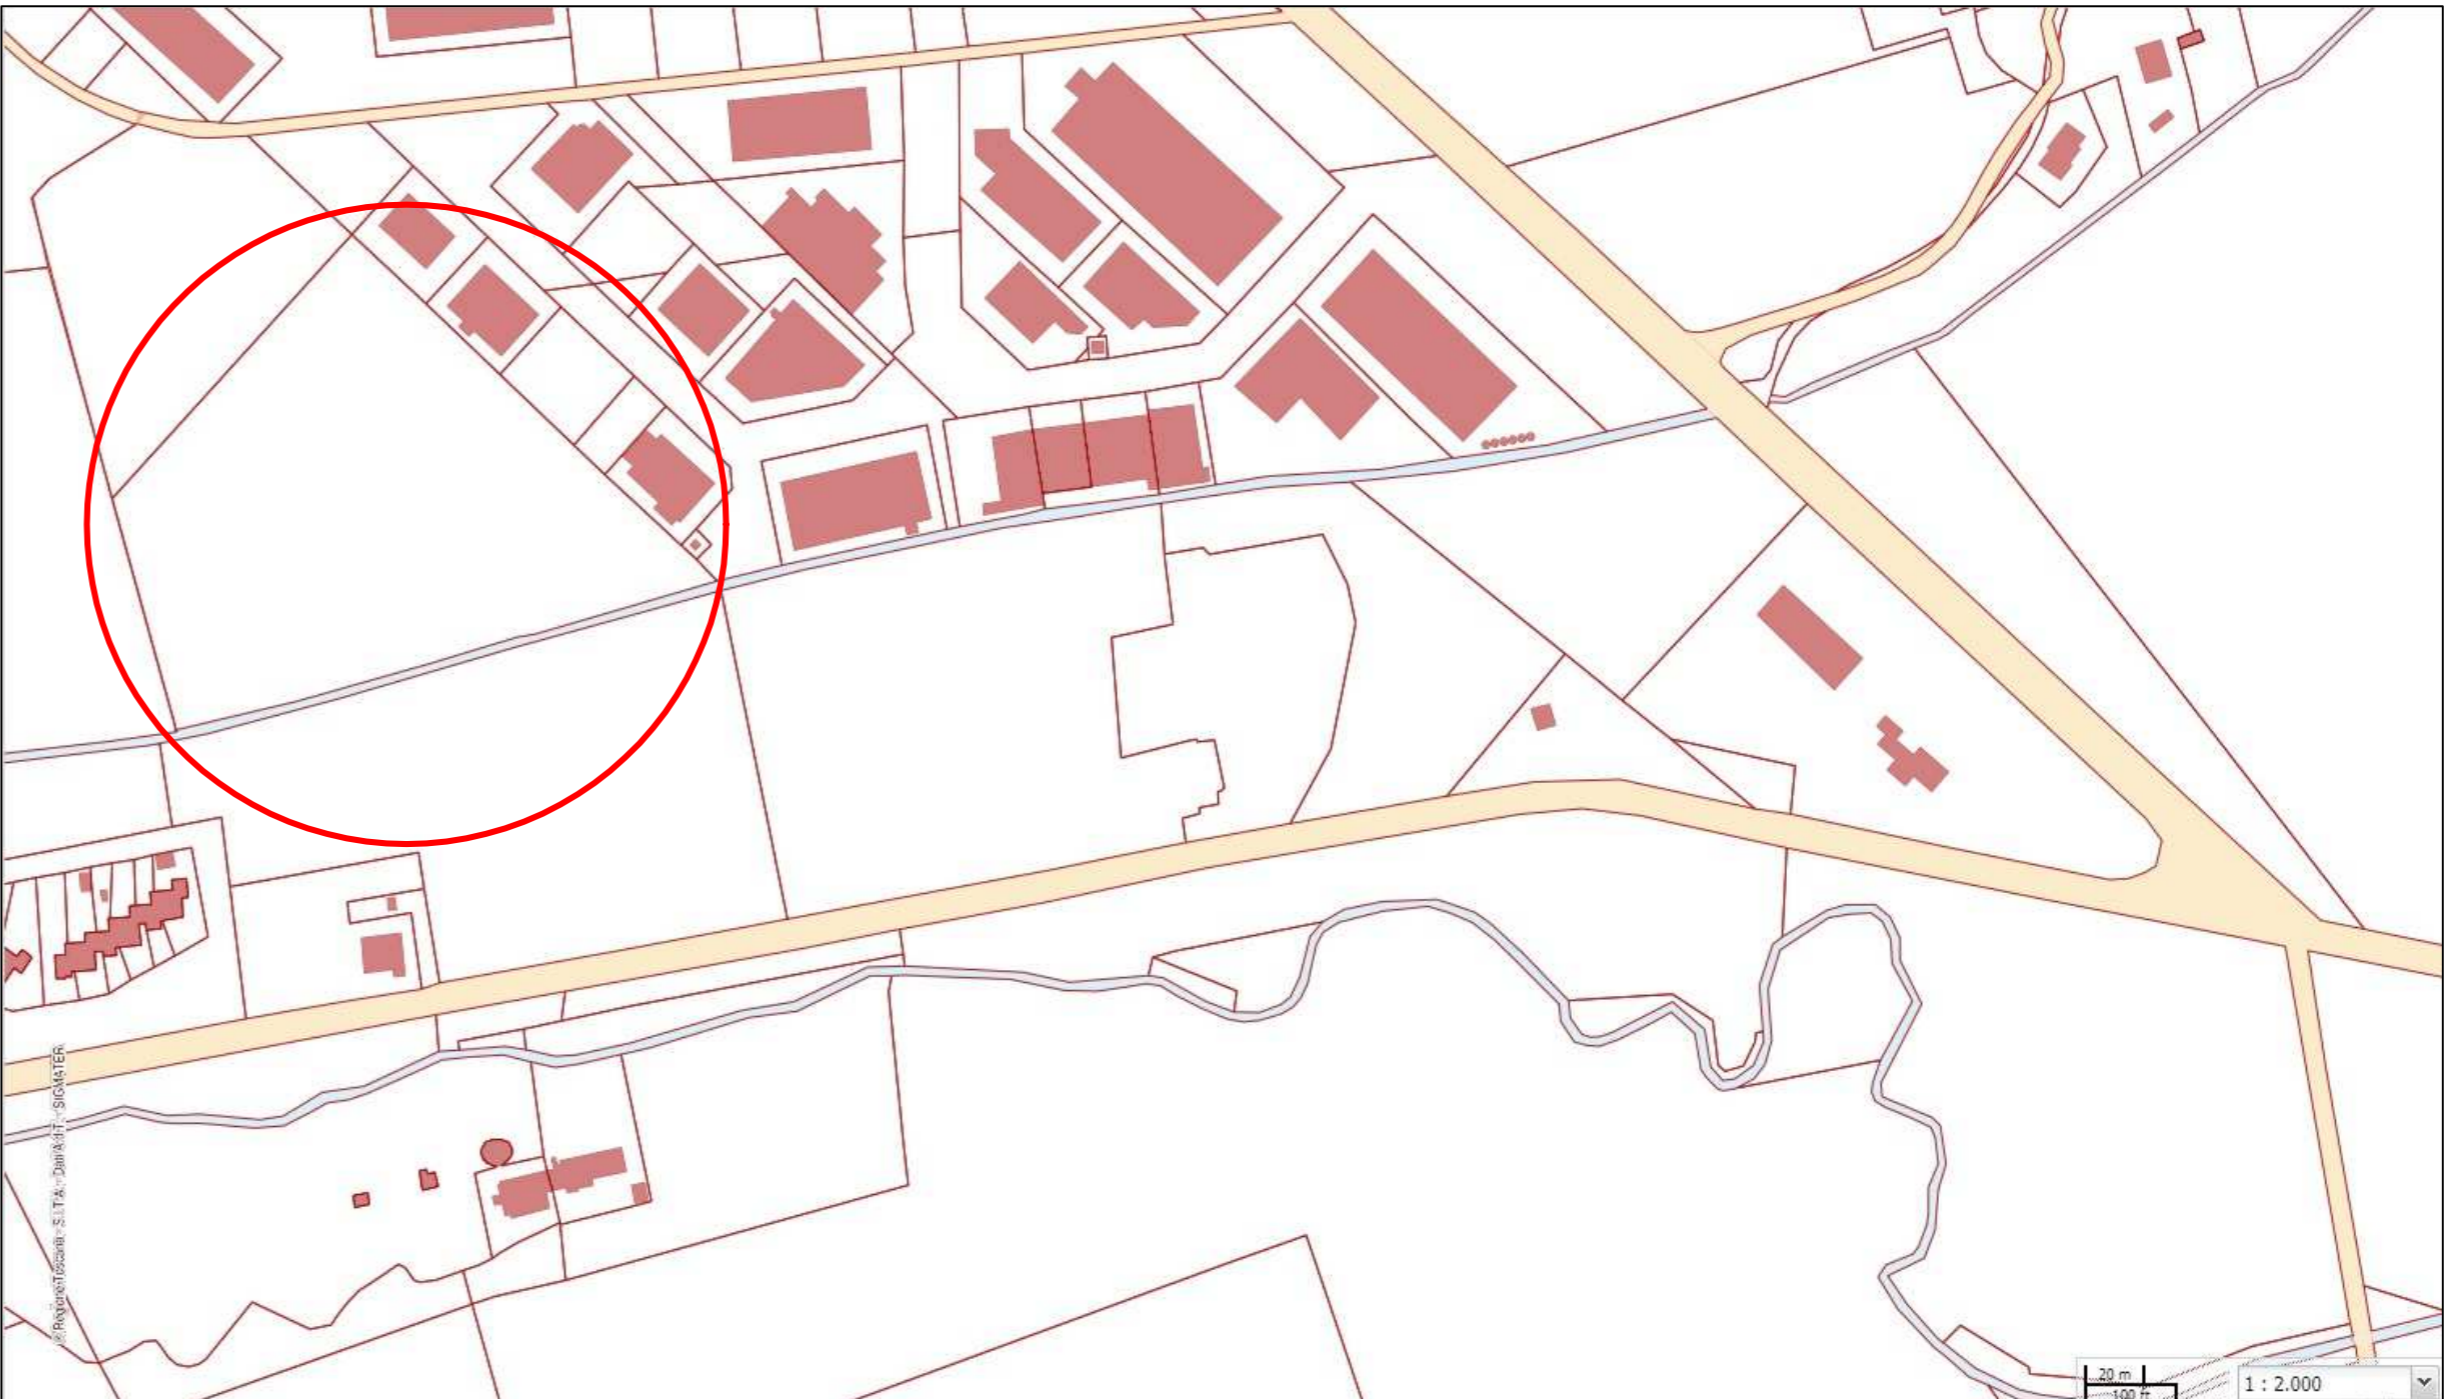 © Regione Toscana - S.I.T.A.: Dati A.I.T. - SIGMATER
20 m
100 ft
1 : 2.000